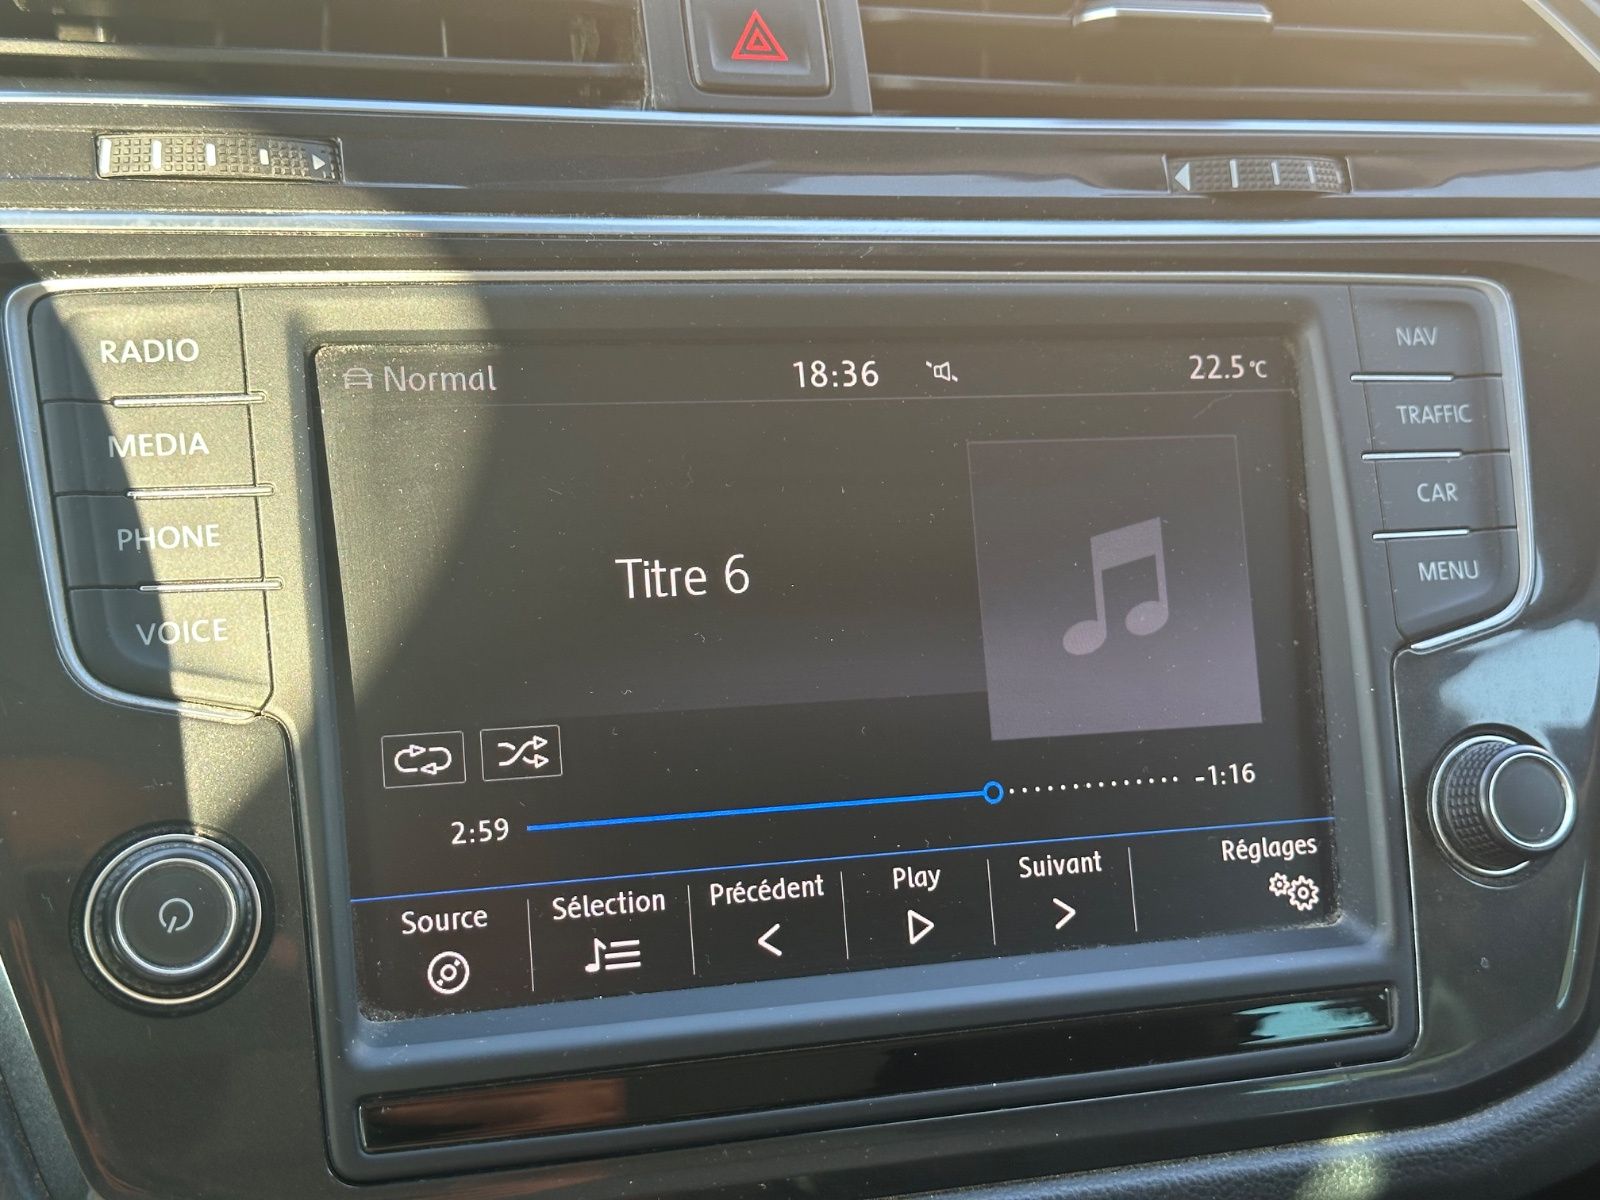 RADIO
MEDIA
PHONE
VOICE
Normal
18:36
22.5°C
Titre 6
2:59
-1:16
Source
Sélection
Précédent
Play
Suivant
Réglages
NAV
TRAFFIC
CAR
MENU